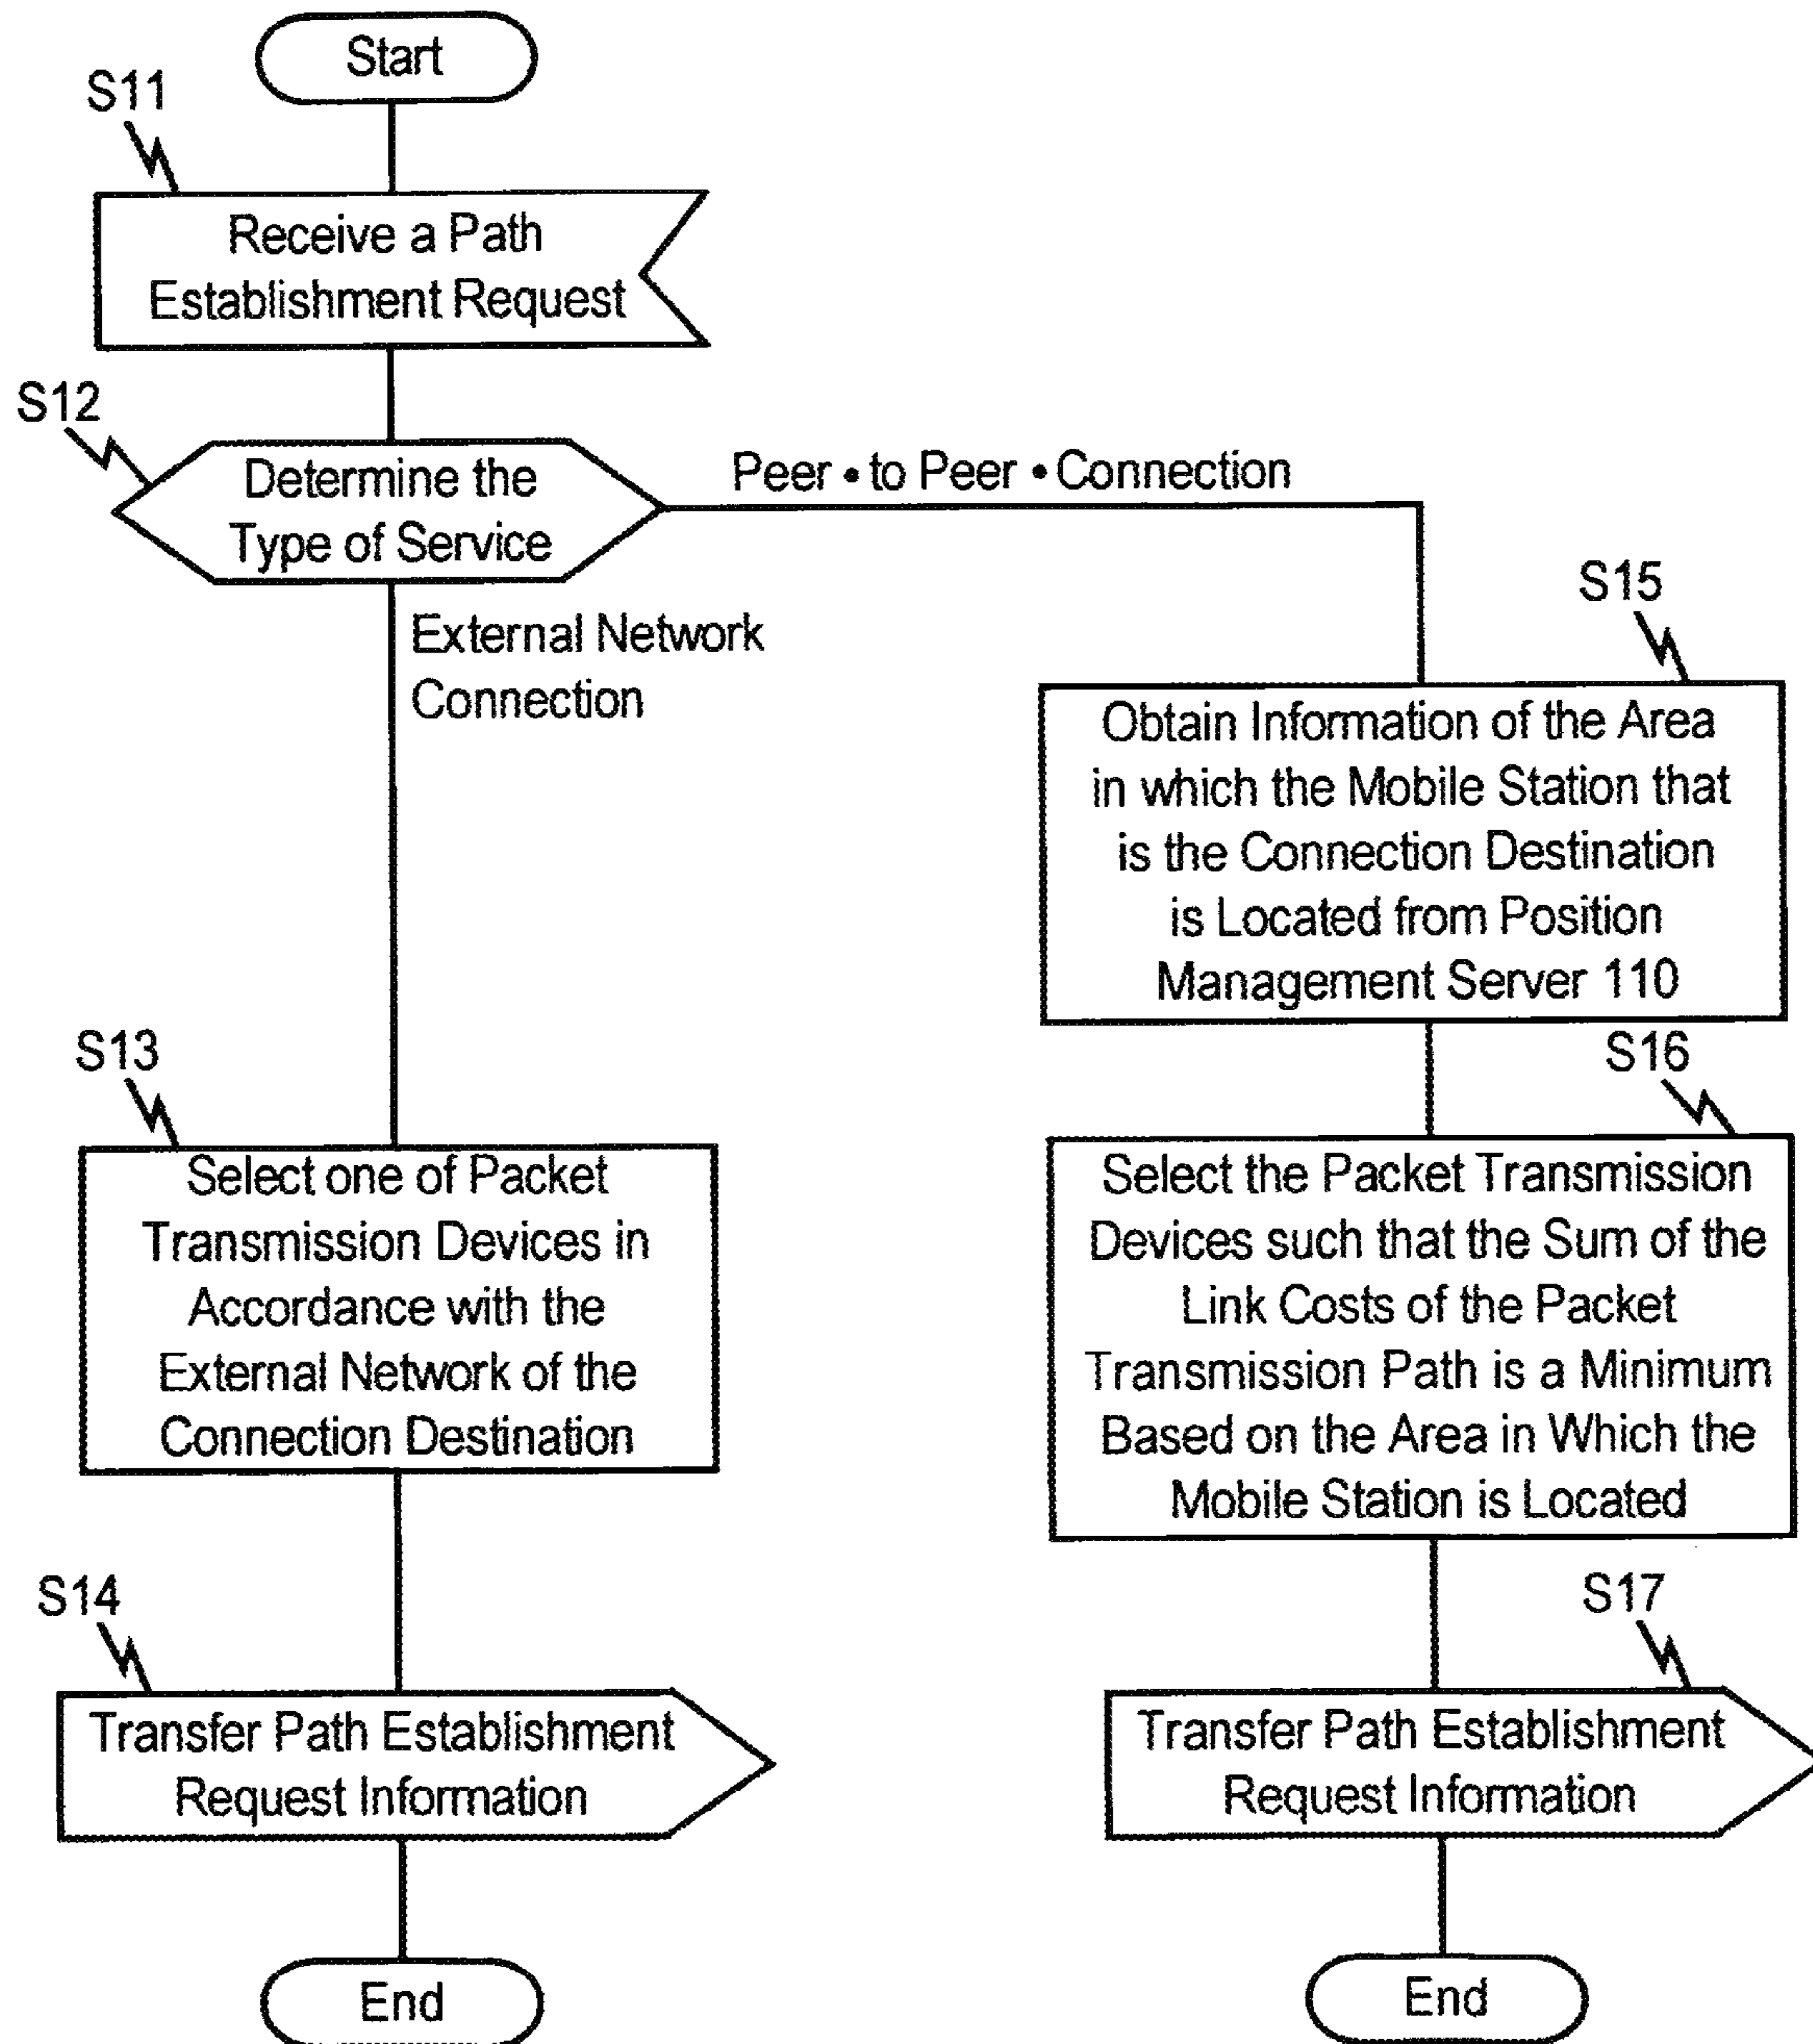 Start
S11
Receive a Path
Establishment Request
S12
Determine the
Type of Service
Peer • to Peer • Connection
External Network
Connection
S13
Select one of Packet
Transmission Devices in
Accordance with the
External Network of the
Connection Destination
S14
Transfer Path Establishment
Request Information
End
S15
Obtain Information of the Area
in which the Mobile Station that
is the Connection Destination
is Located from Position
Management Server 110
S16
Select the Packet Transmission
Devices such that the Sum of the
Link Costs of the Packet
Transmission Path is a Minimum
Based on the Area in Which the
Mobile Station is Located
S17
Transfer Path Establishment
Request Information
End